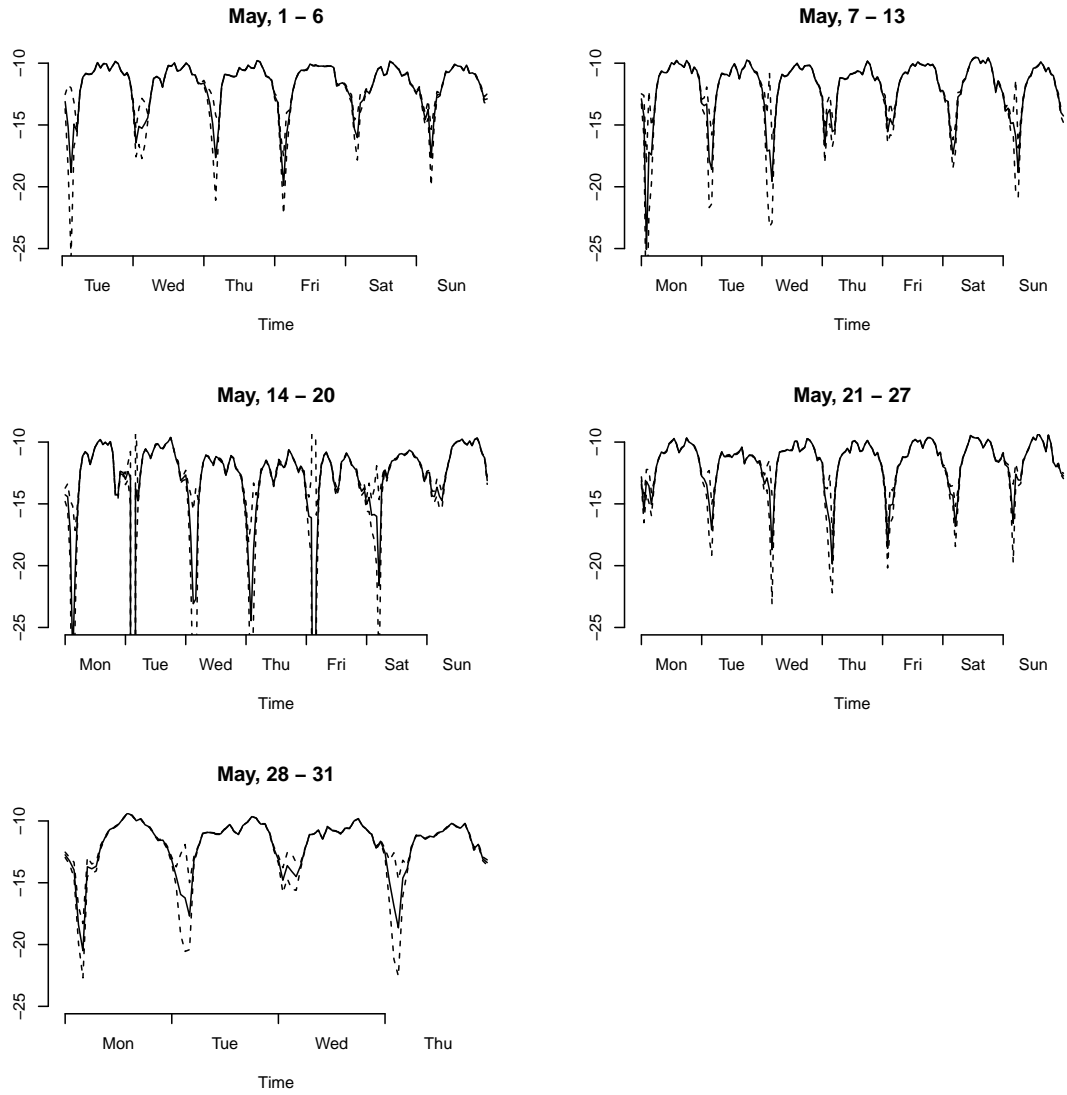 May, 1 – 6
−10
−15
−20
−25
Tue Wed Thu Fri Sat Sun
Time
May, 7 – 13
−10
−15
−20
−25
Mon Tue Wed Thu Fri Sat Sun
Time
May, 14 – 20
−10
−15
−20
−25
Mon Tue Wed Thu Fri Sat Sun
Time
May, 21 – 27
−10
−15
−20
−25
Mon Tue Wed Thu Fri Sat Sun
Time
May, 28 – 31
−10
−15
−20
−25
Mon Tue Wed Thu
Time